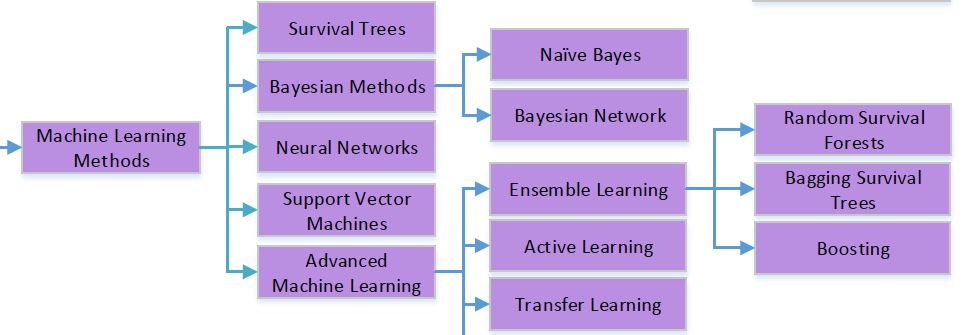 Machine Learning
Methods
Survival Trees
Bayesian Methods
Neural Networks
Support Vector
Machines
Advanced
Machine Learning
Naïve Bayes
Bayesian Network
Ensemble Learning
Active Learning
Transfer Learning
Random Survival
Forests
Bagging Survival
Trees
Boosting